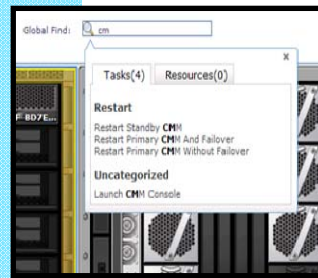 Global Find: cm
x
Tasks(4) Resources(0)
Restart
Restart Standby CMM
Restart Primary CMM And Failover
Restart Primary CMM Without Failover
Uncategorized
Launch CMM Console